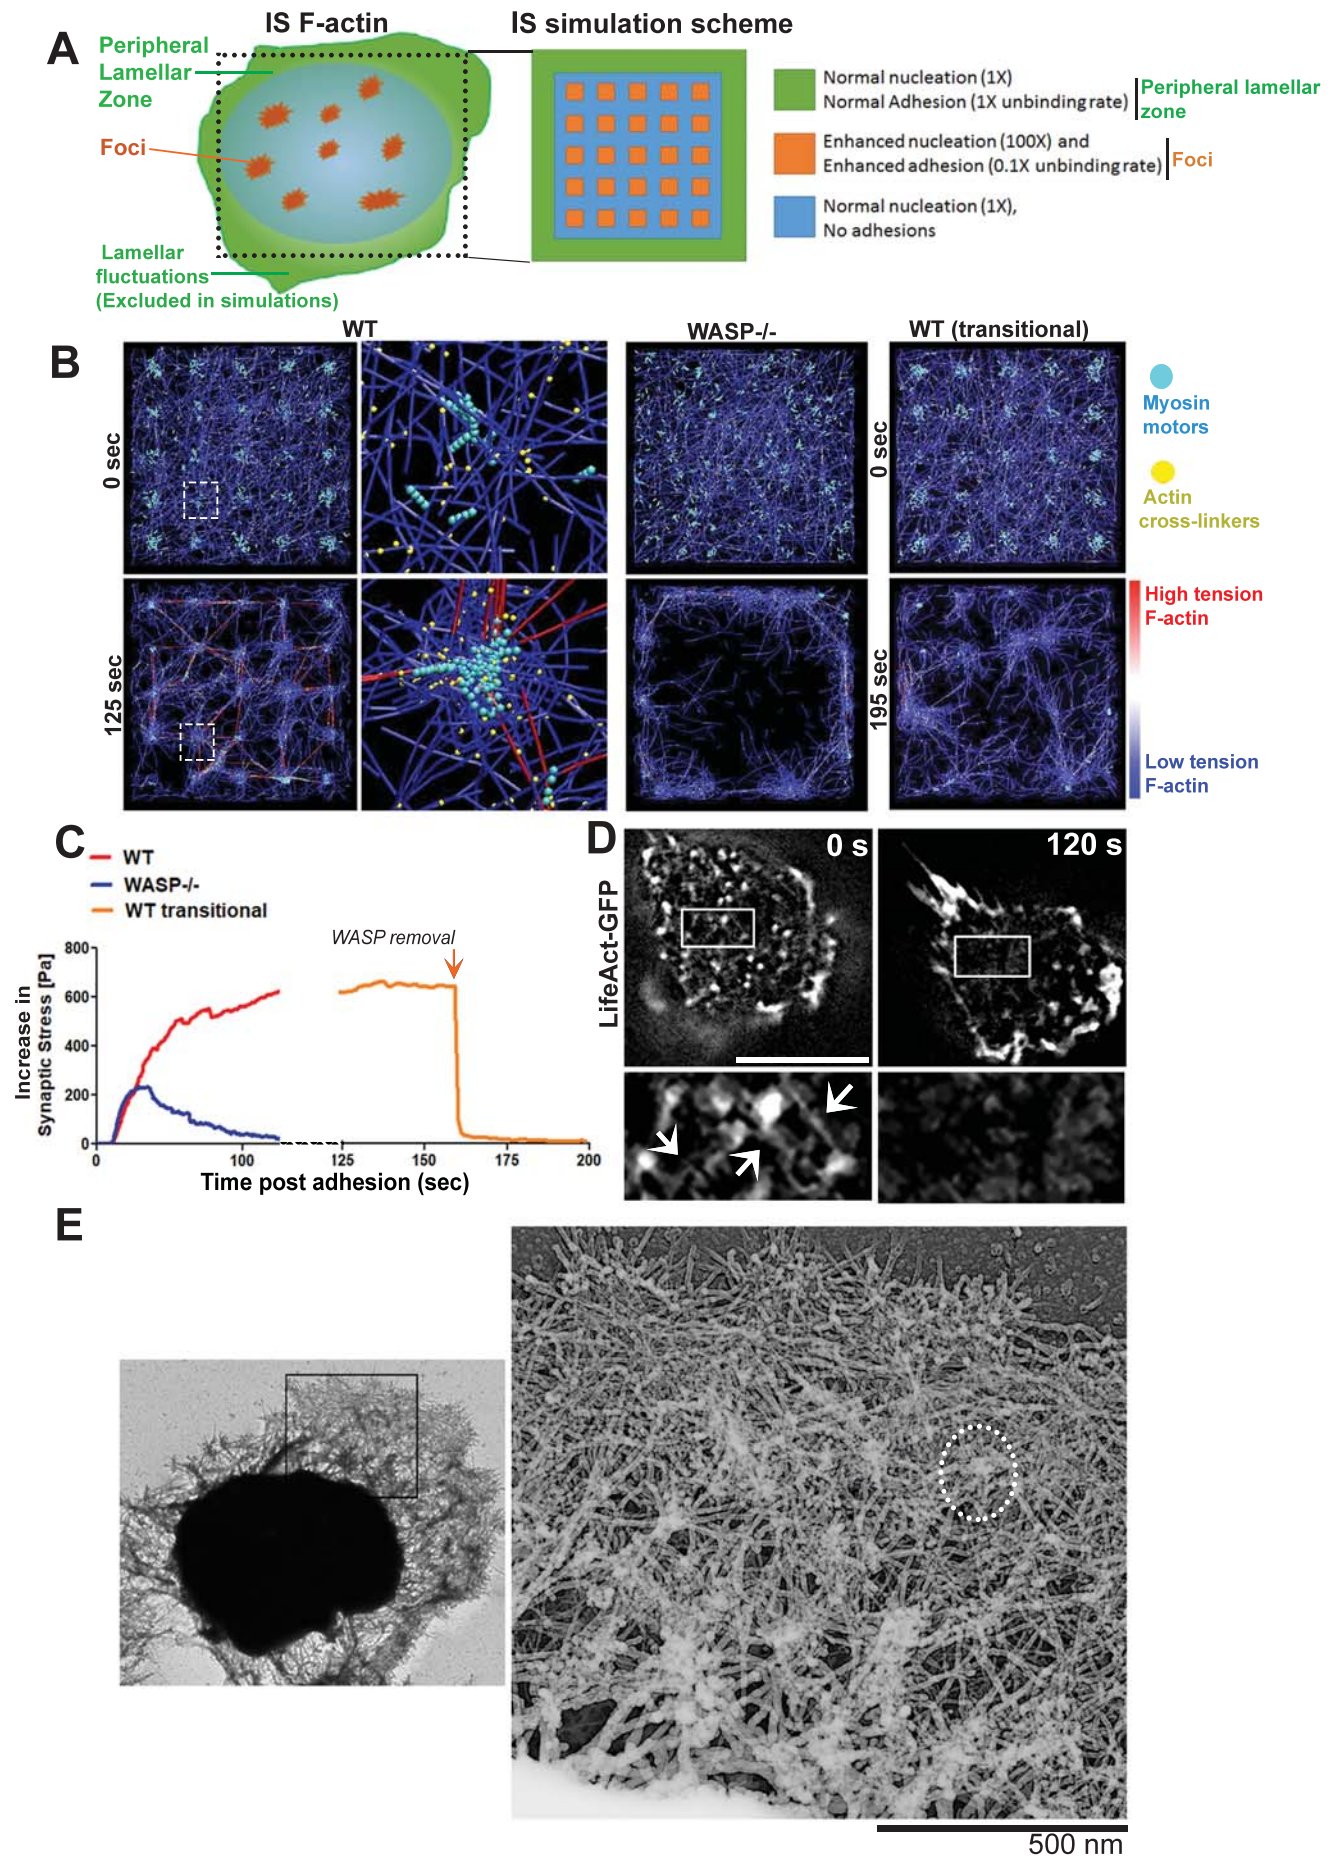 A
IS F-actin
IS simulation scheme
Peripheral
Lamellar
Zone
Foci
Lamellar
fluctuations
(Excluded in simulations)
Normal nucleation (1X)
Normal Adhesion (1X unbinding rate)
Peripheral lamellar
zone
Enhanced nucleation (100X) and
Enhanced adhesion (0.1X unbinding rate)
Foci
Normal nucleation (1X),
No adhesions
B
WT
WASP-/-
WT (transitional)
0 sec
125 sec
0 sec
195 sec
Myosin
motors
Actin
cross-linkers
High tension
F-actin
Low tension
F-actin
C
WT
WASP-/-
WT transitional
WASP removal
Increase in
Synaptic Stress [Pa]
800
600
400
200
0
0
100
125
150
175
200
Time post adhesion (sec)
D
LifeAct-GFP
0 s
120 s
E
500 nm